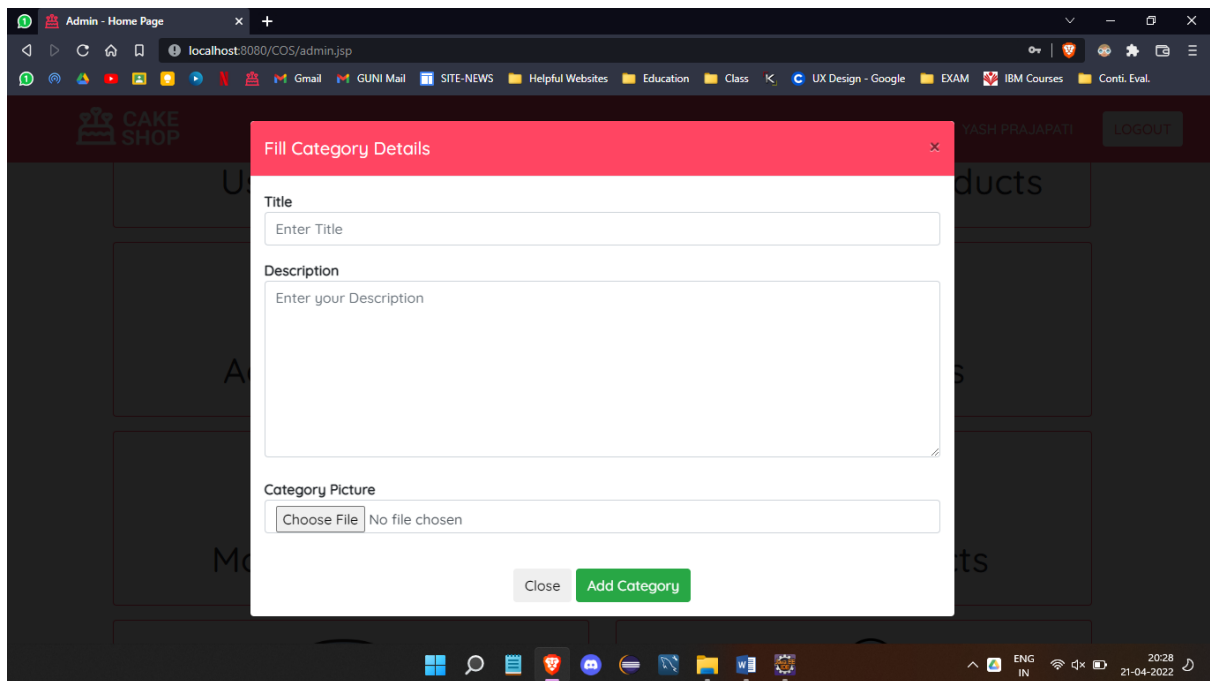 Admin - Home Page
localhost:8080/COS/admin.jsp
Gmail GUNI Mail SITE-NEWS Helpful Websites Education Class UX Design - Google EXAM IBM Courses Conti. Eval.
CAKE
SHOP
YASH PRAJAPATI LOGOUT
Fill Category Details ×
Title
Enter Title
Description
Enter your Description
Category Picture
Choose File No file chosen
Close Add Category
ENG
IN
20:28
21-04-2022